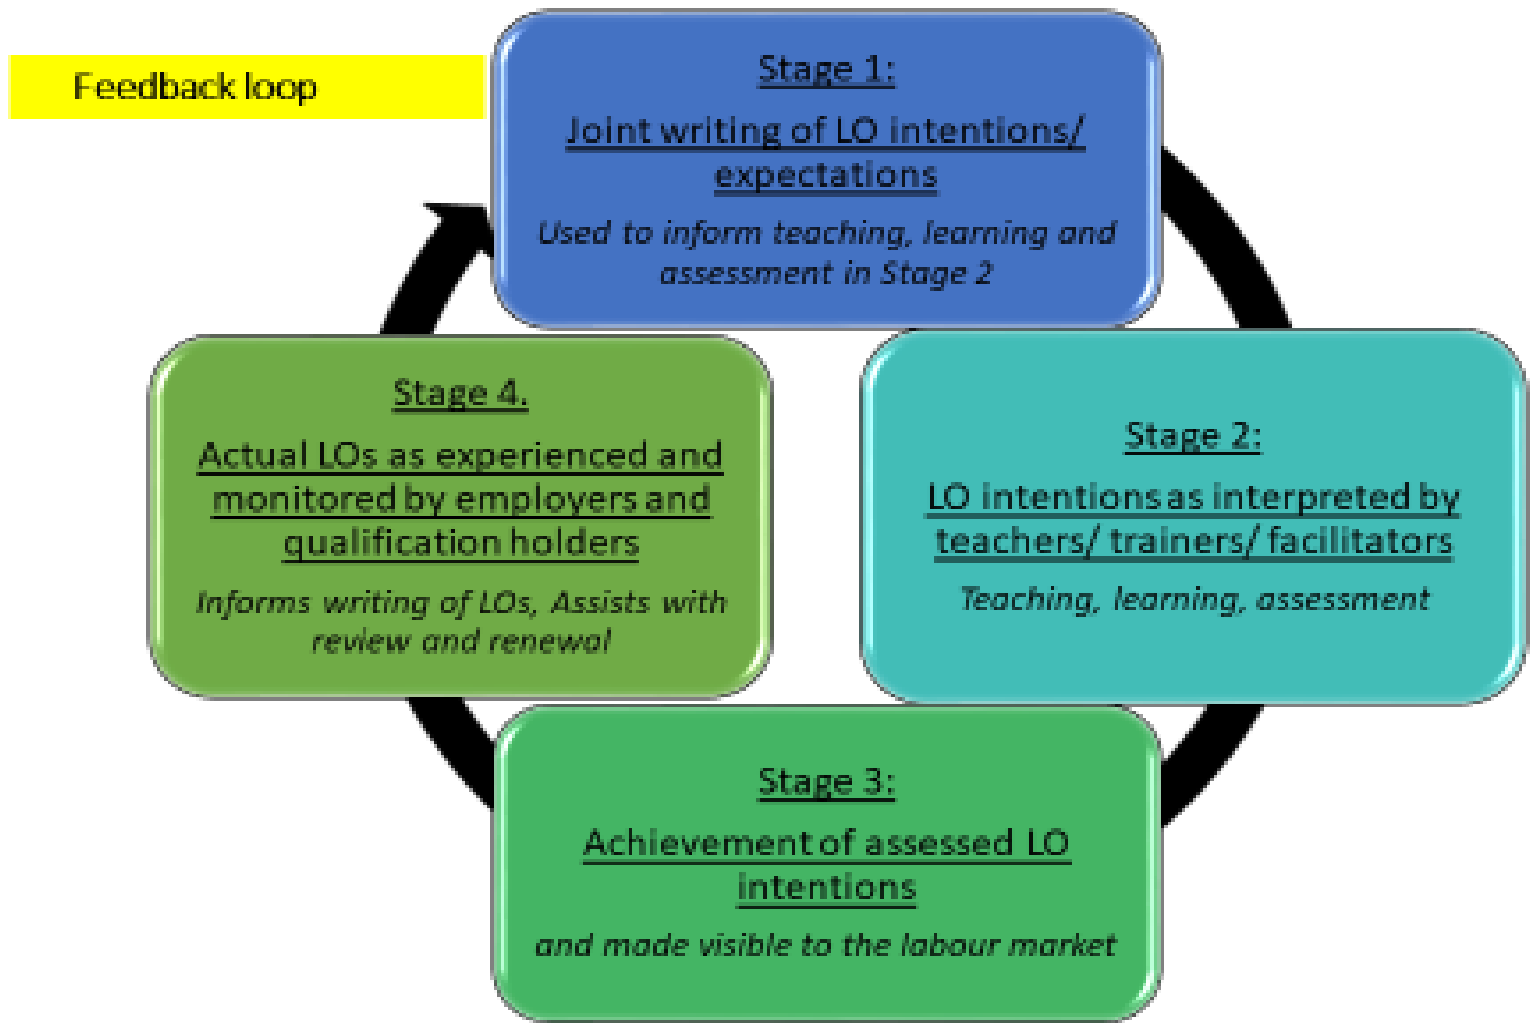 Feedback loop
Stage 1:
Joint writing of LO intentions/
expectations
Used to inform teaching, learning and
assessment in Stage 2
Stage 2:
LO intentions as interpreted by
teachers/ trainers/ facilitators
Teaching, learning, assessment
Stage 3:
Achievement of assessed LO
intentions
and made visible to the labour market
Stage 4.
Actual LOs as experienced and
monitored by employers and
qualification holders
Informs writing of LOs, Assists with
review and renewal